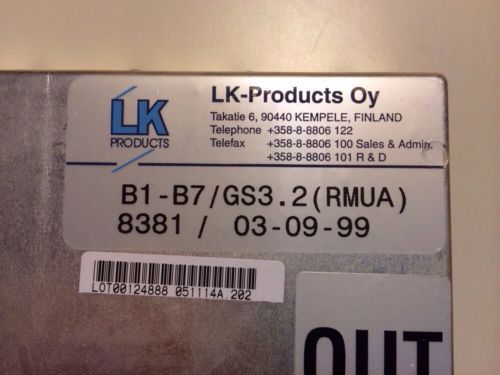 LK
PRODUCTS
LK-Products Oy
Takatie 6, 90440 KEMPELE, FINLAND
Telephone +358-8-8806 122
Telefax +358-8-8806 100 Sales & Admin.
+358-8-8806 101 R & D
B1-B7/GS3.2(RMUA)
8381 / 03-09-99
LOT00124888 051114A.202
OUT